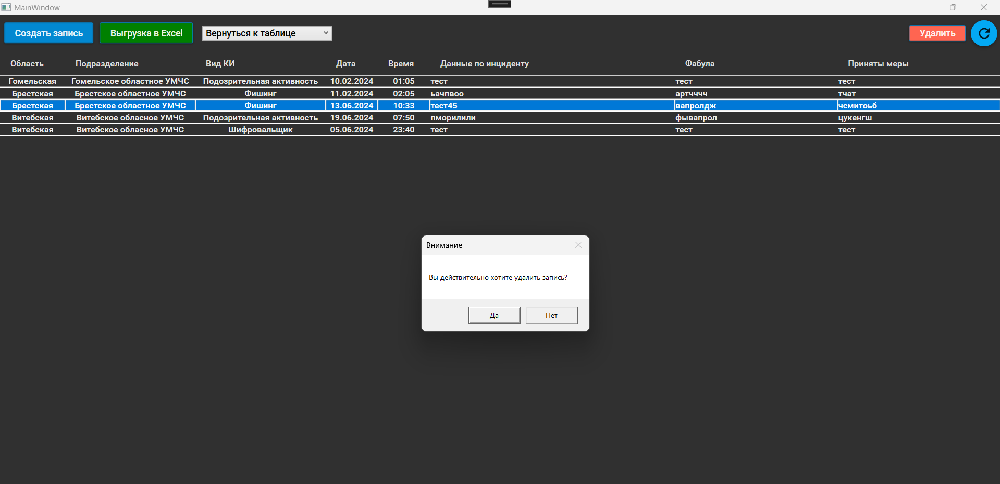 MainWindow
Создать запись Выгрузка в Excel Вернуться к таблице Удалить
Область Подразделение Вид КИ Дата Время Данные по инциденту Фабула Приняты меры
Гомельская Гомельское областное УМЧС Подозрительная активность 10.02.2024 01:05 тест тест тест
Брестская Брестское областное УМЧС Фишинг 11.02.2024 02:05 ьачпвоо артчччч тчат
Брестская Брестское областное УМЧС Фишинг 13.06.2024 10:33 тест45 вапролдж чсмитоьб
Витебская Витебское обласное УМЧС Подозрительная активность 19.06.2024 07:50 пморилили фывапрол цукенгш
Витебская Витебское обласное УМЧС Шифровальщик 05.06.2024 23:40 тест тест тест
Внимание
Вы действительно хотите удалить запись?
Да Нет